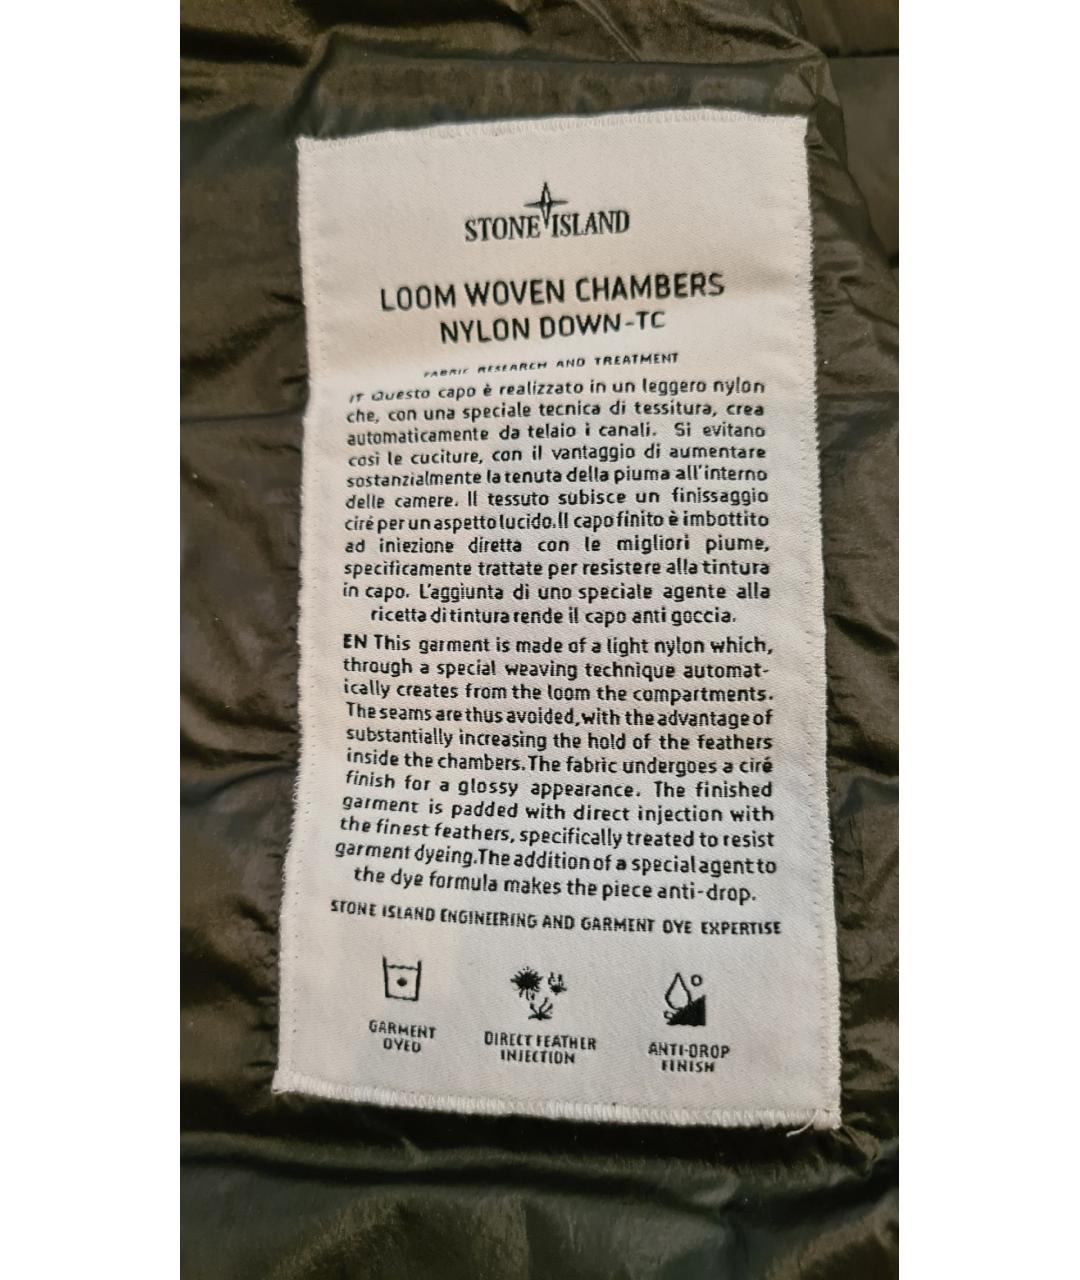 STONE ISLAND
LOOM WOVEN CHAMBERS
NYLON DOWN-TC
FABRIC RESEARCH AND TREATMENT
IT Questo capo è realizzato in un leggero nylon
che, con una speciale tecnica di tessitura, crea
automaticamente da telaio i canali. Si evitano
così le cuciture, con il vantaggio di aumentare
sostanzialmente la tenuta della piuma all'interno
delle camere. Il tessuto subisce un finissaggio
ciré per un aspetto lucido. Il capo finito è imbottito
ad iniezione diretta con le migliori piume,
specificamente trattate per resistere alla tintura
in capo. L'aggiunta di uno speciale agente alla
ricetta di tintura rende il capo anti goccia.
EN This garment is made of a light nylon which,
through a special weaving technique automat-
ically creates from the loom the compartments.
The seams are thus avoided, with the advantage of
substantially increasing the hold of the feathers
inside the chambers. The fabric undergoes a ciré
finish for a glossy appearance. The finished
garment is padded with direct injection with
the finest feathers, specifically treated to resist
garment dyeing. The addition of a special agent to
the dye formula makes the piece anti-drop.
STONE ISLAND ENGINEERING AND GARMENT DYE EXPERTISE
GARMENT
DYED
DIRECT FEATHER
INJECTION
ANTI-DROP
FINISH